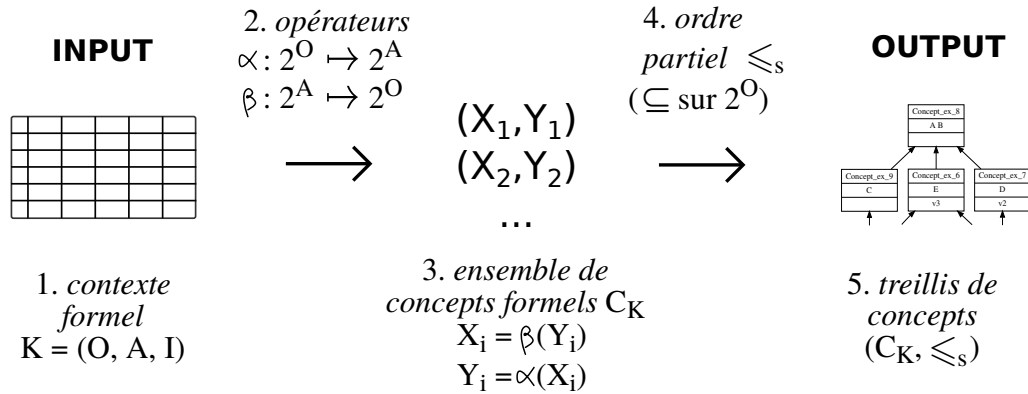 INPUT
2. opérateurs
∝: 2^O ↦ 2^A
β: 2^A ↦ 2^O
4. ordre
partiel ⩽s
(⊆ sur 2^O)
OUTPUT
(X1,Y1)
(X2,Y2)
...
Concept_ex_8
A B
Concept_ex_9
C
Concept_ex_6
E
v3
Concept_ex_7
D
v2
1. contexte
formel
K = (O, A, I)
3. ensemble de
concepts formels CK
Xi = β(Yi)
Yi = ∝(Xi)
5. treillis de
concepts
(CK, ⩽s)